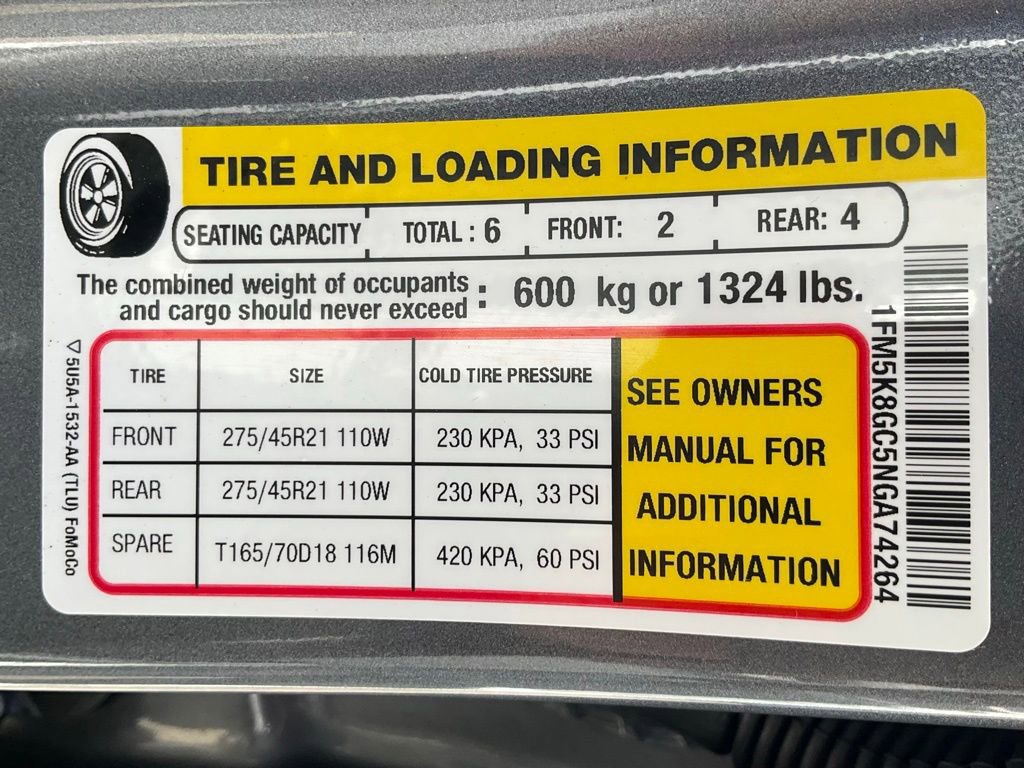 TIRE AND LOADING INFORMATION
SEATING CAPACITY TOTAL : 6 FRONT: 2 REAR: 4
The combined weight of occupants
and cargo should never exceed : 600 kg or 1324 lbs.
TIRE SIZE COLD TIRE PRESSURE
FRONT 275/45R21 110W 230 KPA, 33 PSI
REAR 275/45R21 110W 230 KPA, 33 PSI
SPARE T165/70D18 116M 420 KPA, 60 PSI
SEE OWNERS
MANUAL FOR
ADDITIONAL
INFORMATION
5U5A-1532-AA (TLU) FoMoCo
1FM5K8GC5NGA74264